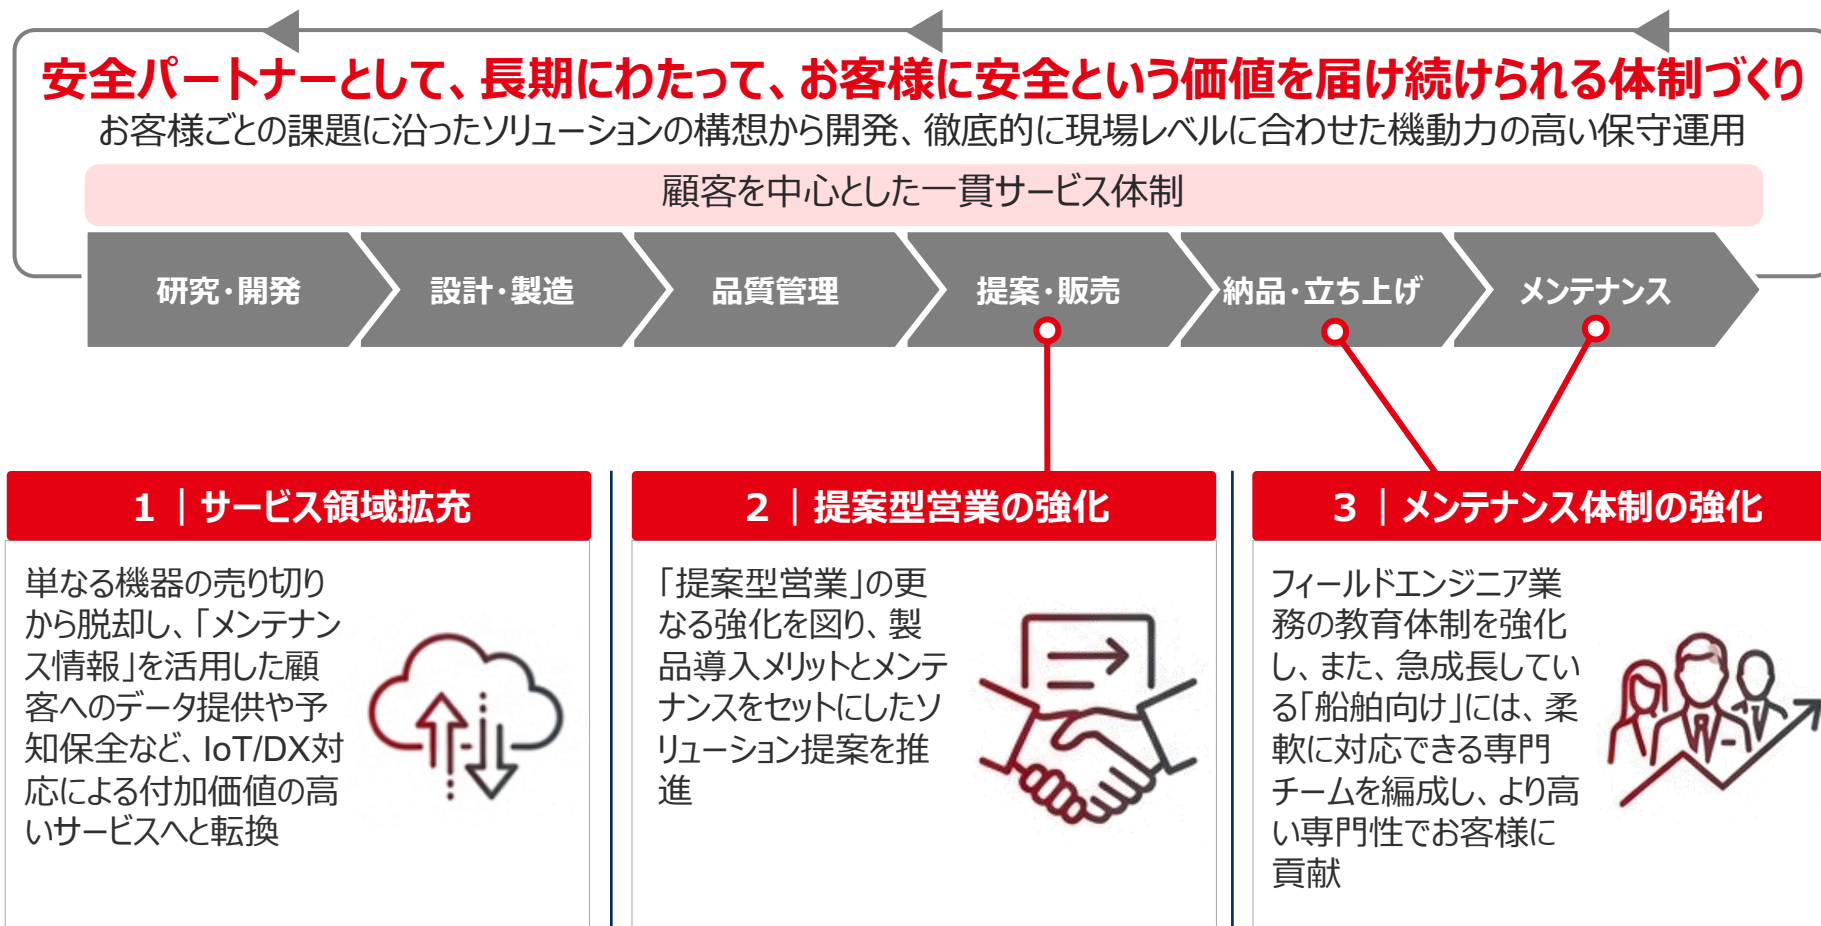 安全パートナーとして、長期にわたって、お客様に安全という価値を届け続けられる体制づくり
お客様ごとの課題に沿ったソリューションの構想から開発、徹底的に現場レベルに合わせた機動力の高い保守運用
顧客を中心とした一貫サービス体制
研究・開発
設計・製造
品質管理
提案・販売
納品・立ち上げ
メンテナンス
1｜サービス領域拡充
単なる機器の売り切り
から脱却し、「メンテナン
ス情報」を活用した顧
客へのデータ提供や予
知保全など、IoT/DX対
応による付加価値の高
いサービスへと転換
2｜提案型営業の強化
「提案型営業」の更
なる強化を図り、製
品導入メリットとメンテ
ナンスをセットにしたソ
リューション提案を推
進
3｜メンテナンス体制の強化
フィールドエンジニア業
務の教育体制を強化
し、また、急成長してい
る「船舶向け」には、柔
軟に対応できる専門
チームを編成し、より高
い専門性でお客様に
貢献